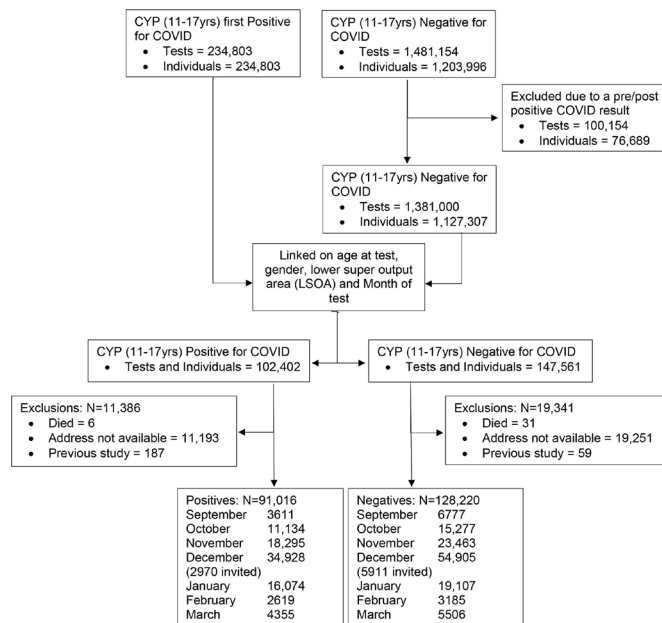 CYP (11-17yrs) first Positive
for COVID
• Tests = 234,803
• Individuals = 234,803
CYP (11-17yrs) Negative for
COVID
• Tests = 1,481,154
• Individuals = 1,203,996
Excluded due to a pre/post
positive COVID result
• Tests = 100,154
• Individuals = 76,689
CYP (11-17yrs) Negative for
COVID
• Tests = 1,381,000
• Individuals = 1,127,307
Linked on age at test,
gender, lower super output
area (LSOA) and Month of
test
CYP (11-17yrs) Positive for COVID
• Tests and Individuals = 102,402
CYP (11-17yrs) Negative for COVID
• Tests and Individuals = 147,561
Exclusions: N=11,386
• Died = 6
• Address not available = 11,193
• Previous study = 187
Exclusions: N=19,341
• Died = 31
• Address not available = 19,251
• Previous study = 59
Positives: N=91,016
September 3611
October 11,134
November 18,295
December 34,928
(2970 invited)
January 16,074
February 2619
March 4355
Negatives: N=128,220
September 6777
October 15,277
November 23,463
December 54,905
(5911 invited)
January 19,107
February 3185
March 5506